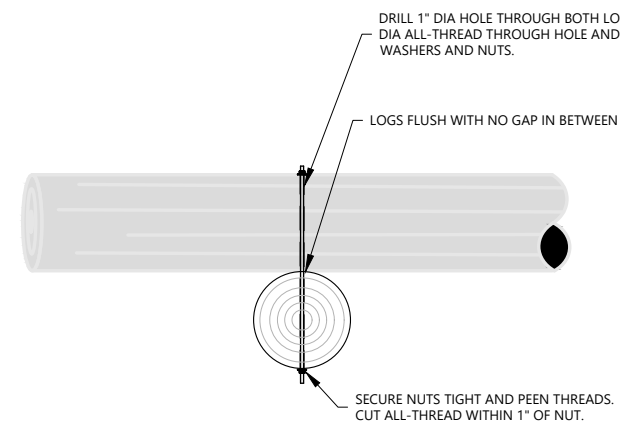 DRILL 1" DIA HOLE THROUGH BOTH
DIA ALL-THREAD THROUGH HOLE AND
WASHERS AND NUTS.
LOGS FLUSH WITH NO GAP IN BETWEEN
SECURE NUTS TIGHT AND PEEN THREADS.
CUT ALL-THREAD WITHIN 1" OF NUT.